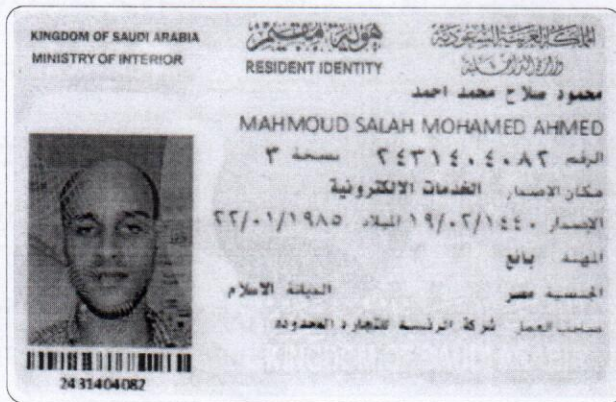 KINGDOM OF SAUDI ARABIA
MINISTRY OF INTERIOR
هوية مقيم
RESIDENT IDENTITY
المملكة العربية السعودية
وزارة الداخلية
محمود صلاح محمد احمد
MAHMOUD SALAH MOHAMED AHMED
الرقم ٢٤٣١٤٠٤٠٨٢ نسخة ٣
مكان الاصدار الخدمات الالكترونية
الإصدار ١٩/٠٢/١٤٤٠ الميلاد ٢٢/٠١/١٩٨٥
المهنة بائع
الجنسية مصر الديانة الاسلام
صاحب العمل شركة الرئسة للتجارة المحدودة
2431404082